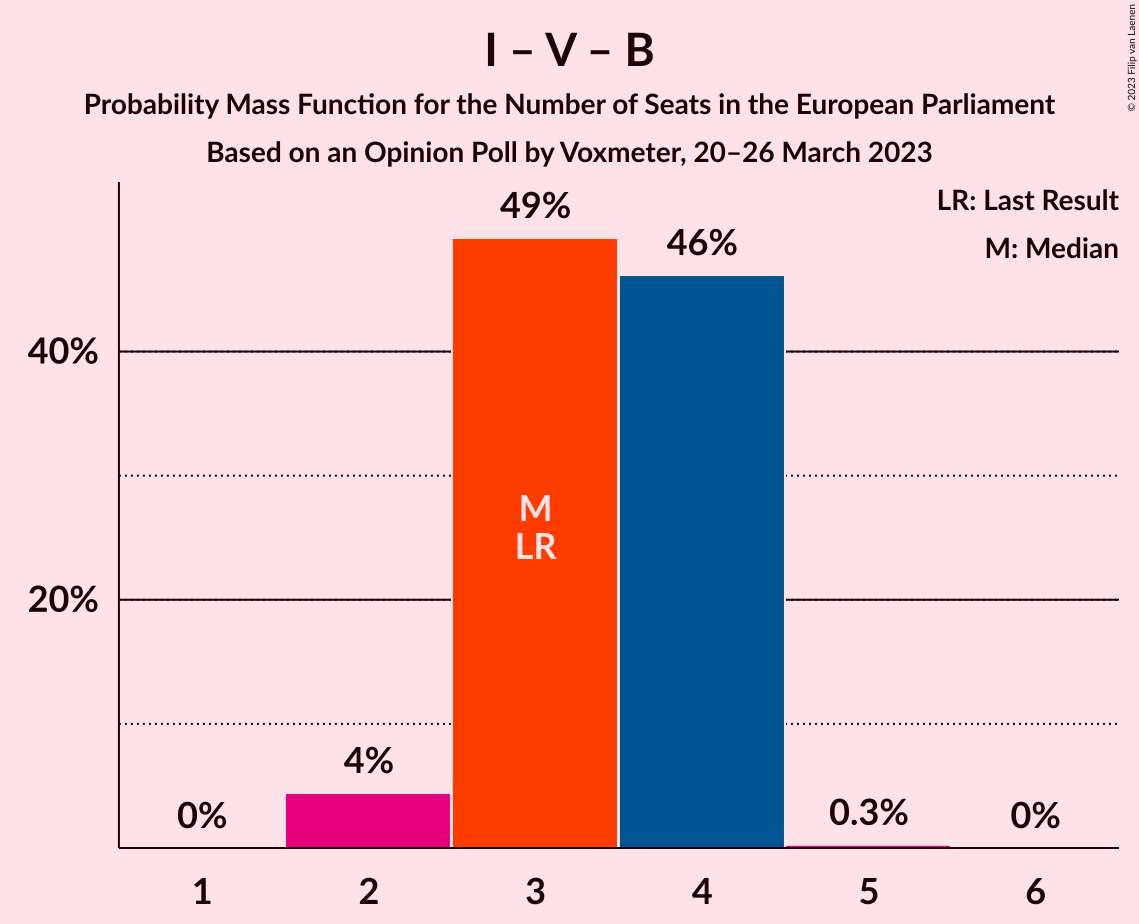 I – V – B
Probability Mass Function for the Number of Seats in the European Parliament
Based on an Opinion Poll by Voxmeter, 20–26 March 2023
© 2023 Filip van Laenen
LR: Last Result
M: Median
49%
46%
40%
M
LR
20%
4%
0%
0.3%
0%
1 2 3 4 5 6